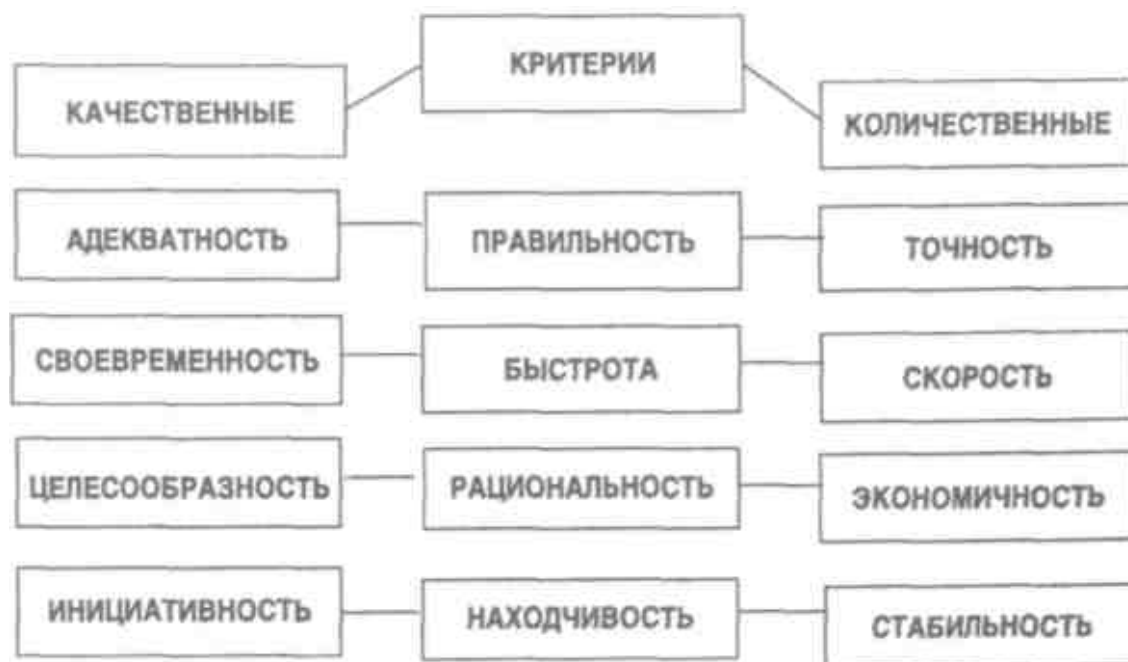 КРИТЕРИИ
КАЧЕСТВЕННЫЕ
КОЛИЧЕСТВЕННЫЕ
АДЕКВАТНОСТЬ
ПРАВИЛЬНОСТЬ
ТОЧНОСТЬ
СВОЕВРЕМЕННОСТЬ
БЫСТРОТА
СКОРОСТЬ
ЦЕЛЕСООБРАЗНОСТЬ
РАЦИОНАЛЬНОСТЬ
ЭКОНОМИЧНОСТЬ
ИНИЦИАТИВНОСТЬ
НАХОДЧИВОСТЬ
СТАБИЛЬНОСТЬ